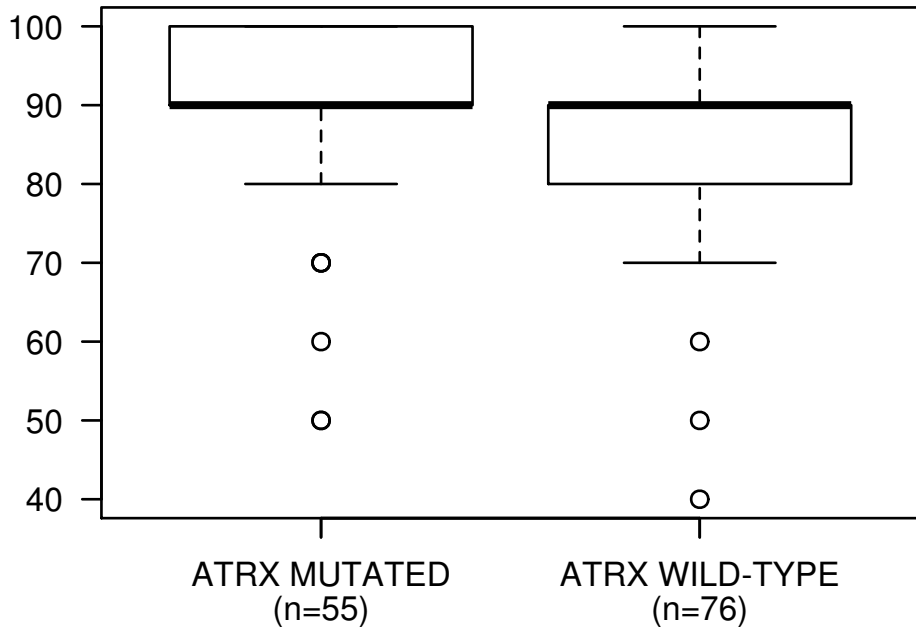 100
90
80
70
60
50
40
ATRX MUTATED
(n=55)
ATRX WILD-TYPE
(n=76)